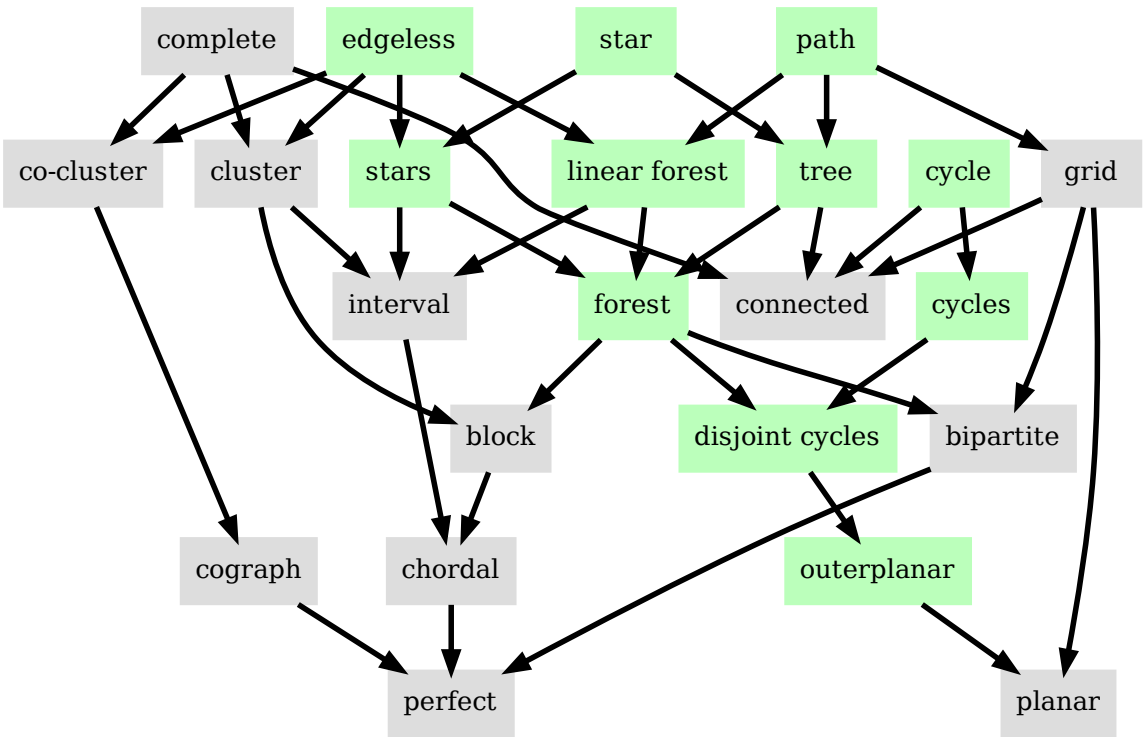 complete
edgeless
star
path
co-cluster
cluster
stars
linear forest
tree
cycle
grid
interval
forest
connected
cycles
block
disjoint cycles
bipartite
cograph
chordal
outerplanar
perfect
planar